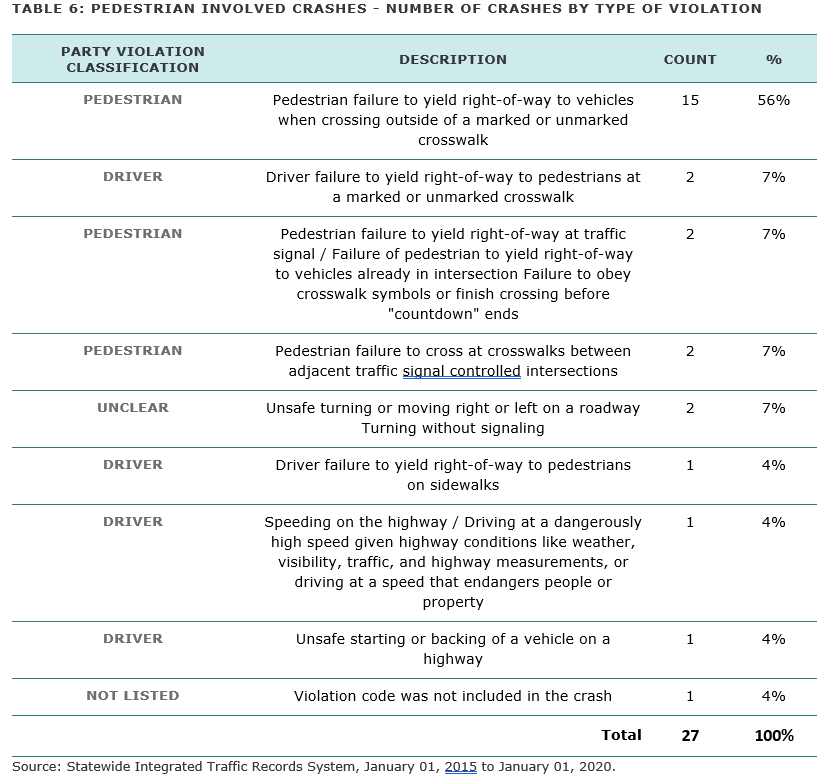 TABLE 6: PEDESTRIAN INVOLVED CRASHES - NUMBER OF CRASHES BY TYPE OF VIOLATION
PARTY VIOLATION
CLASSIFICATION
DESCRIPTION
COUNT
%
PEDESTRIAN
Pedestrian failure to yield right-of-way to vehicles
when crossing outside of a marked or unmarked
crosswalk
15
56%
DRIVER
Driver failure to yield right-of-way to pedestrians at
a marked or unmarked crosswalk
2
7%
PEDESTRIAN
Pedestrian failure to yield right-of-way at traffic
signal / Failure of pedestrian to yield right-of-way
to vehicles already in intersection Failure to obey
crosswalk symbols or finish crossing before
"countdown" ends
2
7%
PEDESTRIAN
Pedestrian failure to cross at crosswalks between
adjacent traffic signal controlled intersections
2
7%
UNCLEAR
Unsafe turning or moving right or left on a roadway
Turning without signaling
2
7%
DRIVER
Driver failure to yield right-of-way to pedestrians
on sidewalks
1
4%
DRIVER
Speeding on the highway / Driving at a dangerously
high speed given highway conditions like weather,
visibility, traffic, and highway measurements, or
driving at a speed that endangers people or
property
1
4%
DRIVER
Unsafe starting or backing of a vehicle on a
highway
1
4%
NOT LISTED
Violation code was not included in the crash
1
4%
Total
27
100%
Source: Statewide Integrated Traffic Records System, January 01, 2015 to January 01, 2020.